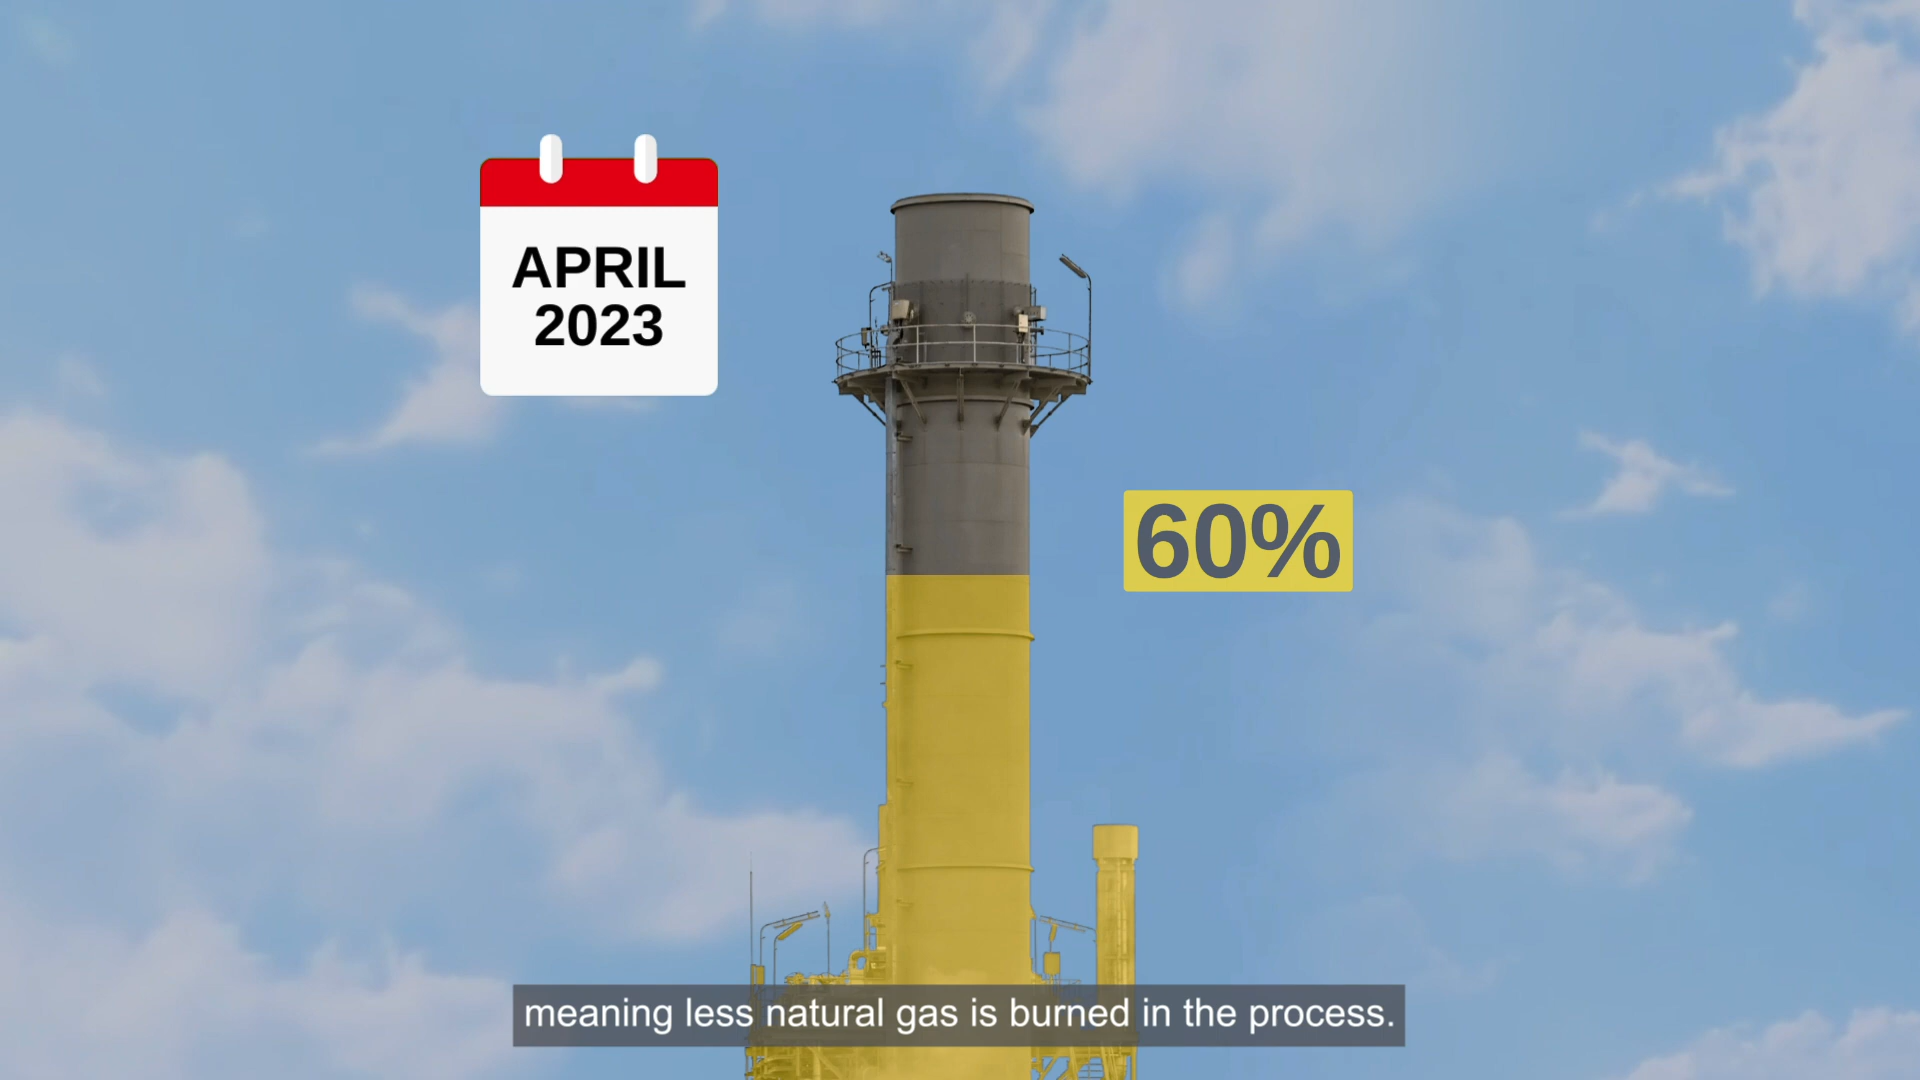 APRIL
2023
60%
meaning less natural gas is burned in the process.